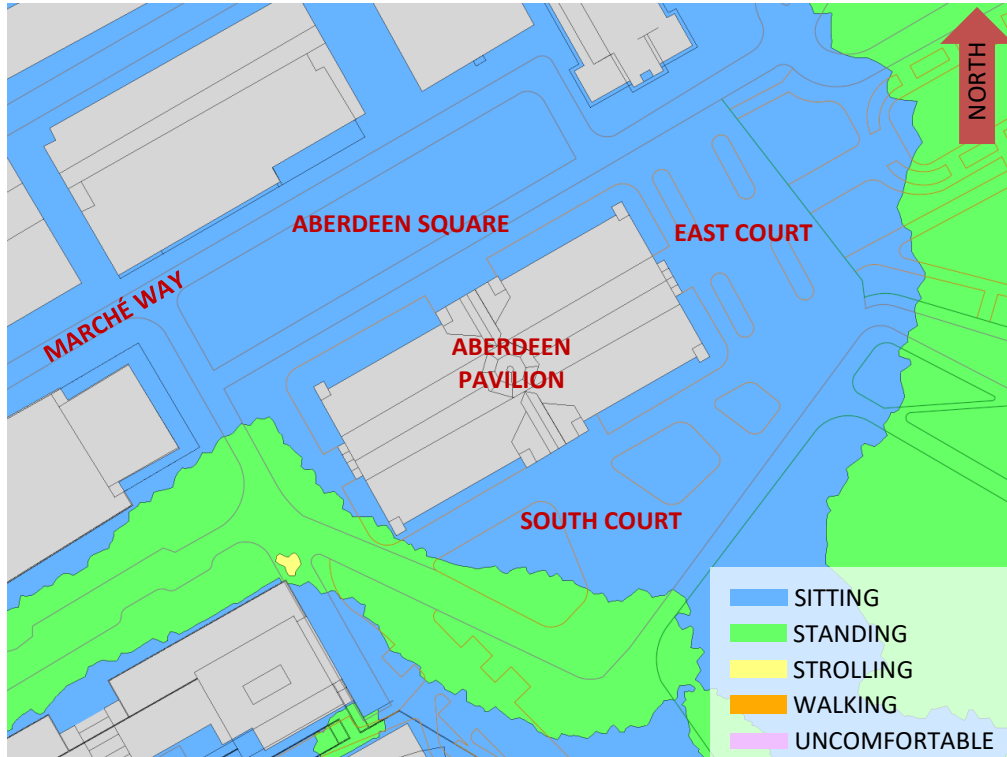 NORTH
ABERDEEN SQUARE
EAST COURT
MARCHÉ WAY
ABERDEEN
PAVILION
SOUTH COURT
SITTING
STANDING
STROLLING
WALKING
UNCOMFORTABLE